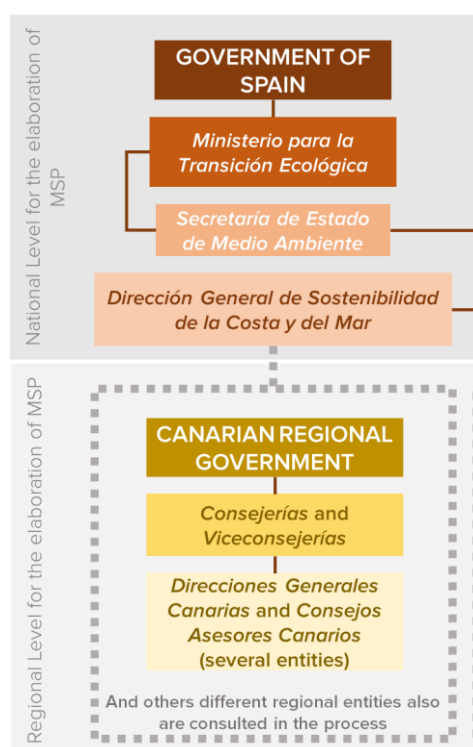 National Level for the elaboration of
MSP
GOVERNMENT OF
SPAIN
Ministerio para la
Transición Ecológica
Secretaría de Estado
de Medio Ambiente
Dirección General de Sostenibilidad
de la Costa y del Mar
Regional Level for the elaboration of MSP
CANARIAN REGIONAL
GOVERNMENT
Consejerías and
Viceconsejerías
Direcciones Generales
Canarias and Consejos
Asesores Canarios
(several entities)
And others different regional entities also
are consulted in the process